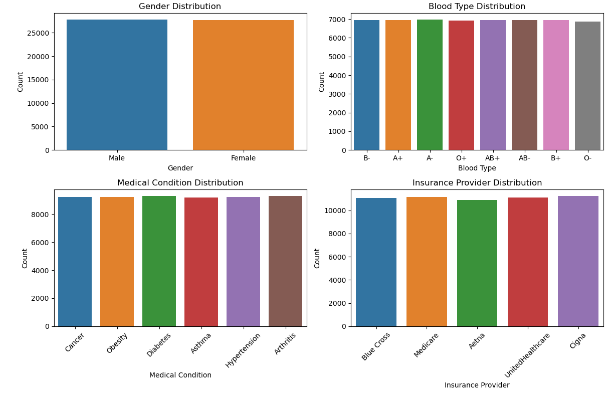 Gender Distribution
Count
25000
20000
15000
10000
5000
0
Male Female
Gender
Blood Type Distribution
Count
7000
6000
5000
4000
3000
2000
1000
0
B- A+ A- O+ AB+ AB- B+ O-
Blood Type
Medical Condition Distribution
Count
8000
6000
4000
2000
0
Cancer Obesity Diabetes Asthma Hypertension Arthritis
Medical Condition
Insurance Provider Distribution
Count
10000
8000
6000
4000
2000
0
Blue Cross Medicare Aetna UnitedHealthcare Cigna
Insurance Provider